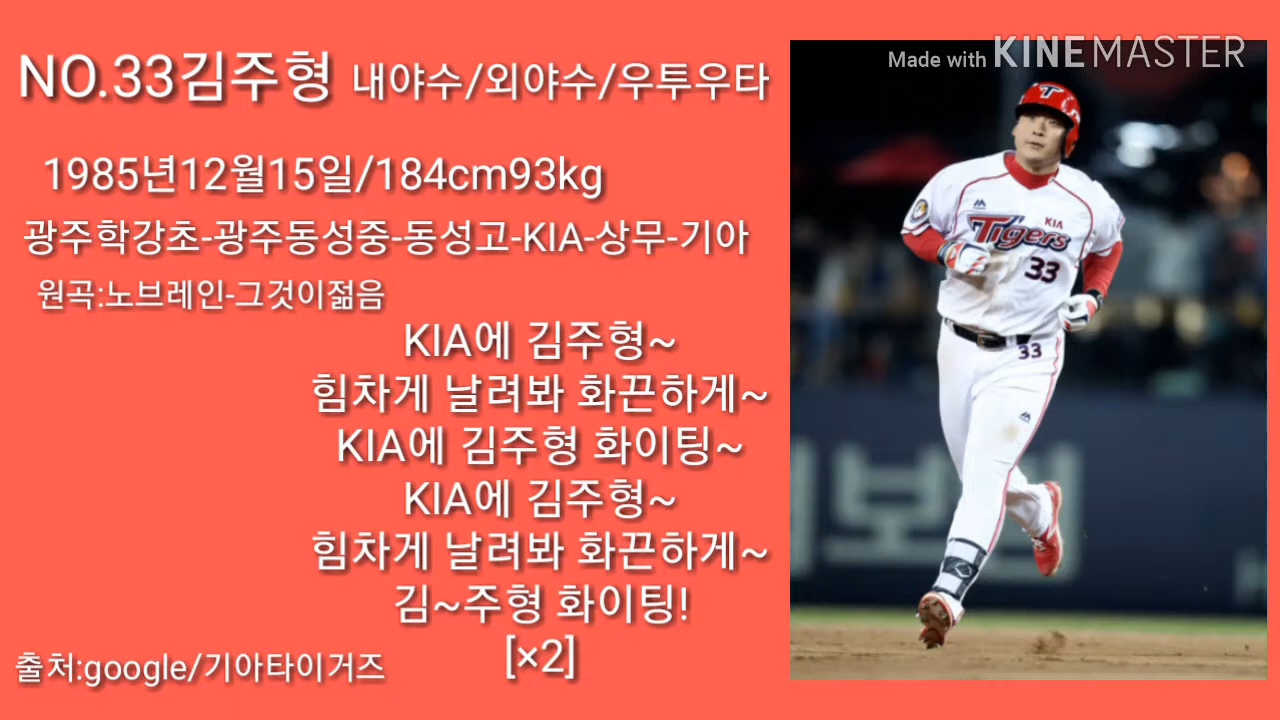 Made with KINEMASTER
NO.33김주형 내야수/외야수/우투우타
1985년12월15일/184cm93kg
광주학강초-광주동성중-동성고-KIA-상무-기아
원곡:노브레인-그것이젊음
KIA에 김주형~
힘차게 날려봐 화끈하게~
KIA에 김주형 화이팅~
KIA에 김주형~
힘차게 날려봐 화끈하게~
김~주형 화이팅!
[×2]
출처:google/기아타이거즈
T
KIA
Tigers
33
33
보